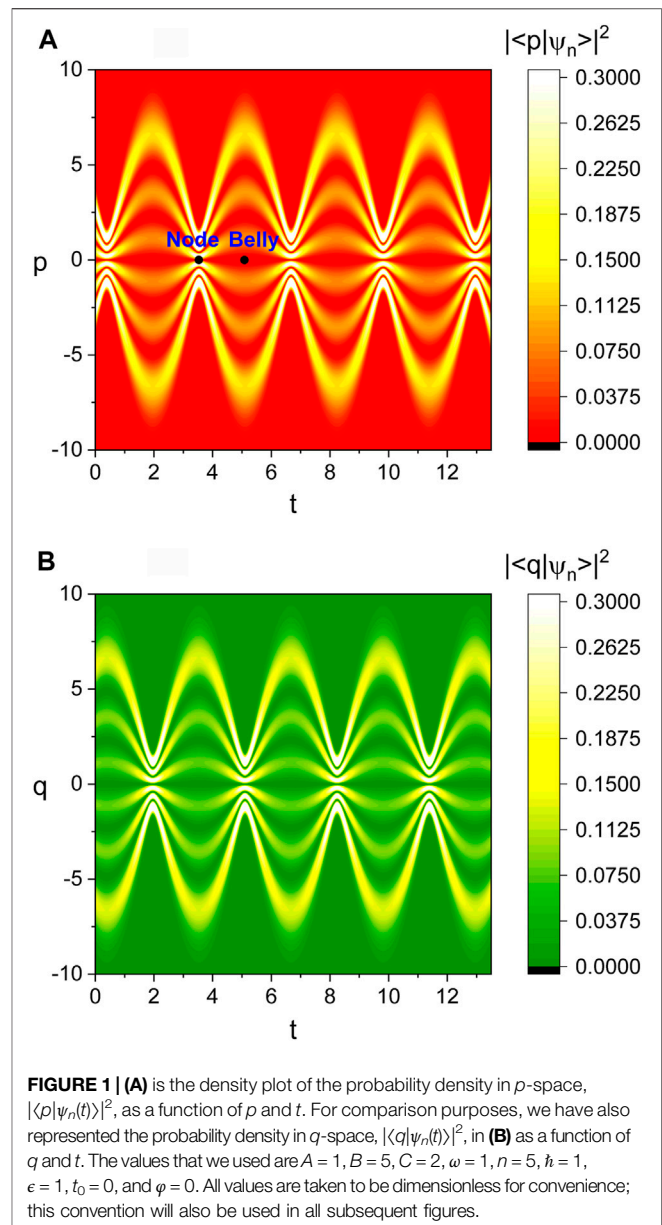 A
|<p|ψn>|²
10
5
0
-5
-10
p
Node Belly
0 2 4 6 8 10 12
t
0.3000
0.2625
0.2250
0.1875
0.1500
0.1125
0.0750
0.0375
0.0000
B
|<q|ψn>|²
10
5
0
-5
-10
q
0 2 4 6 8 10 12
t
0.3000
0.2625
0.2250
0.1875
0.1500
0.1125
0.0750
0.0375
0.0000
FIGURE 1 | (A) is the density plot of the probability density in p-space,
|⟨p|ψn(t)⟩|², as a function of p and t. For comparison purposes, we have also
represented the probability density in q-space, |⟨q|ψn(t)⟩|², in (B) as a function of
q and t. The values that we used are A = 1, B = 5, C = 2, ω = 1, n = 5, ℏ = 1,
ϵ = 1, t₀ = 0, and φ = 0. All values are taken to be dimensionless for convenience;
this convention will also be used in all subsequent figures.